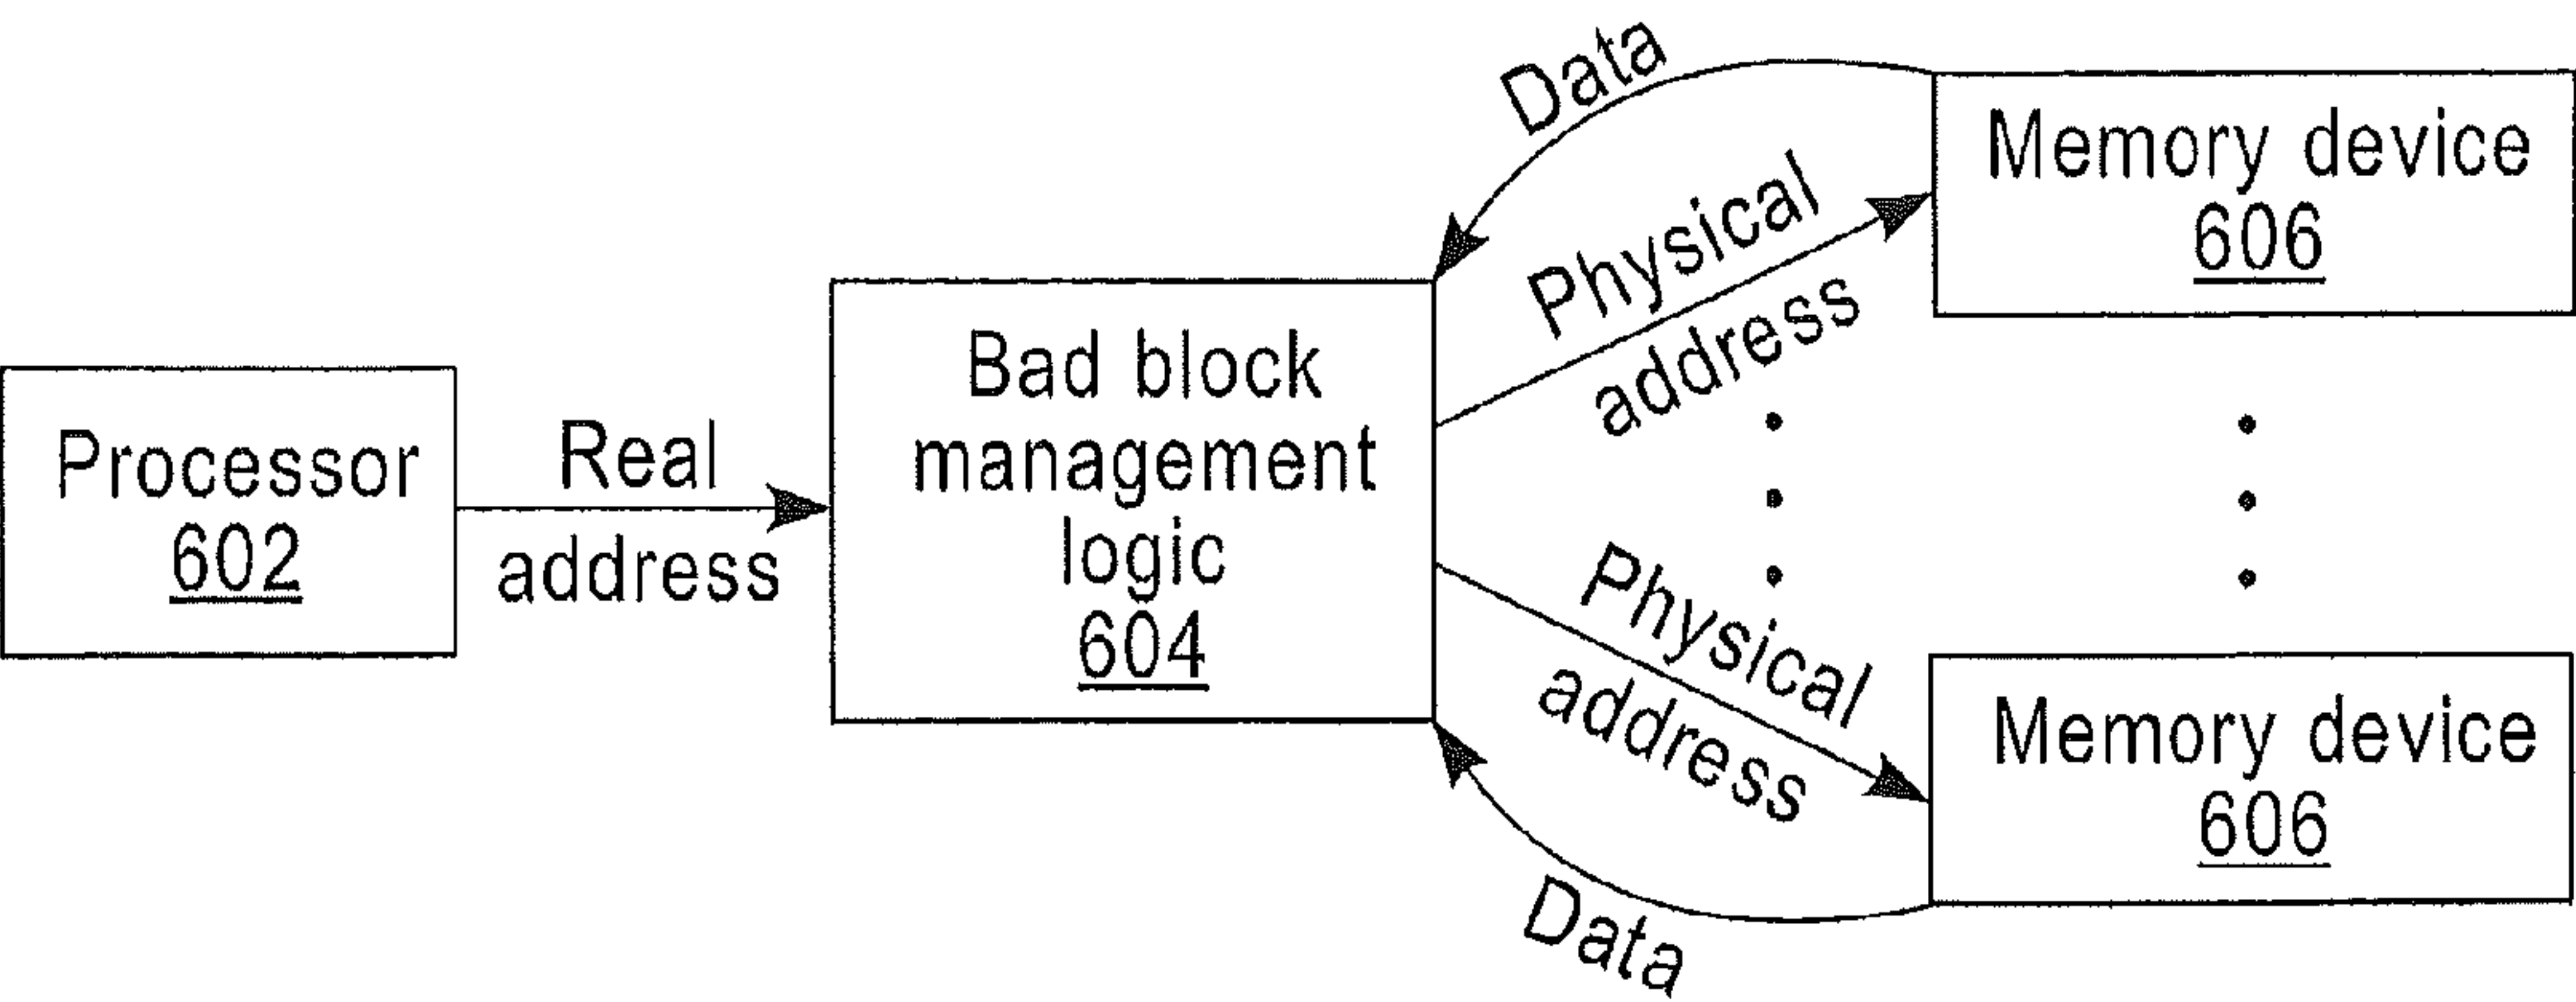 Processor
602
Real
address
Bad block
management
logic
604
Data
Physical
address
Memory device
606
Physical
address
Data
Memory device
606